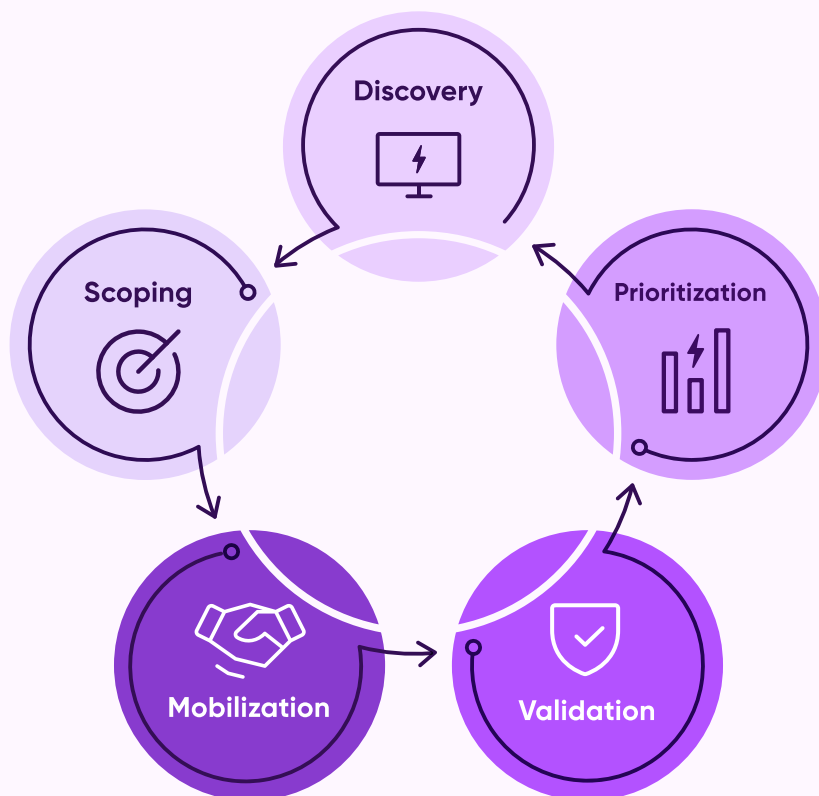 Discovery
Scoping
Prioritization
Mobilization
Validation